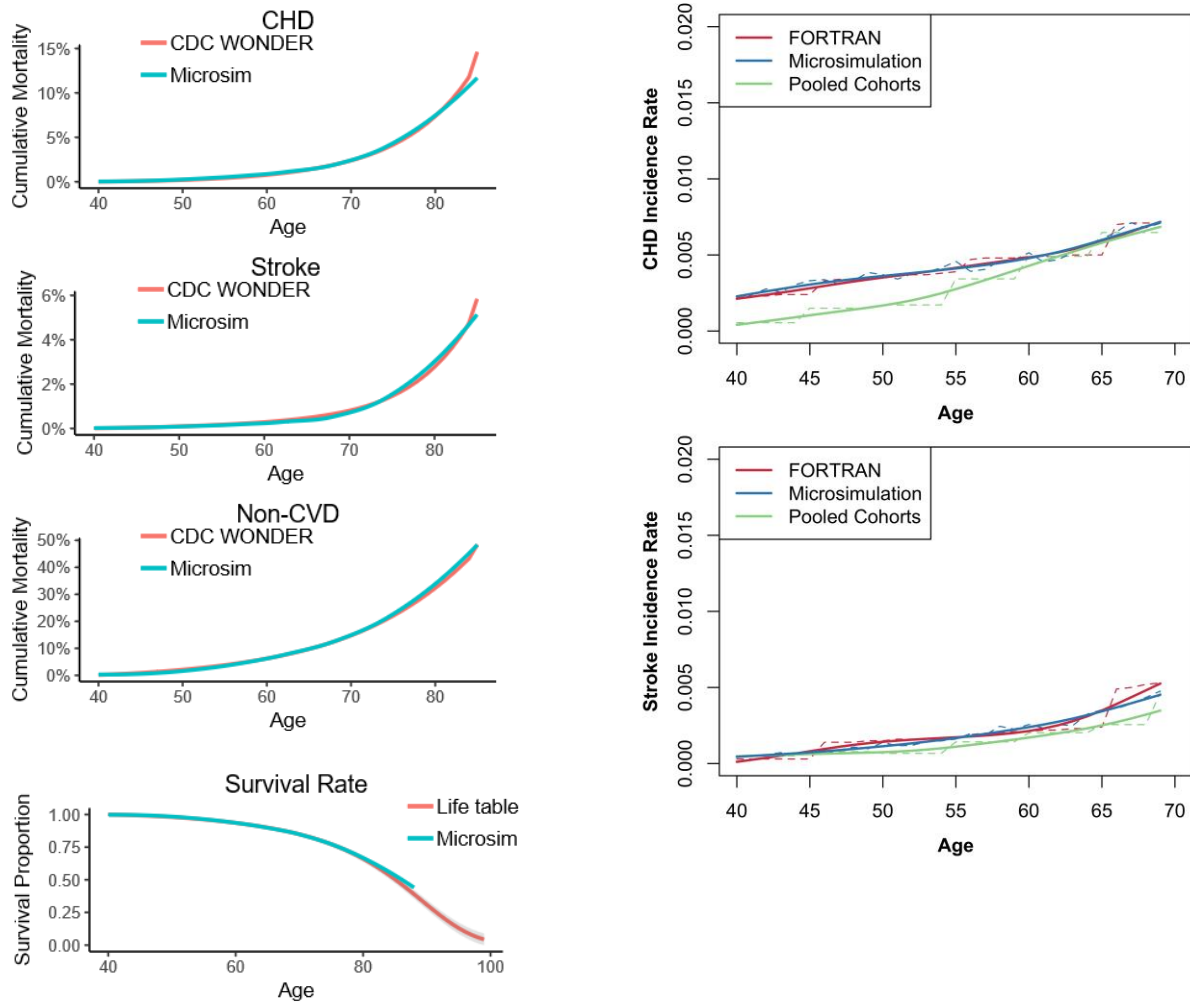 CHD
CDC WONDER
Microsim
Cumulative Mortality
15%
10%
5%
0%
40 50 60 70 80
Age
Stroke
CDC WONDER
Microsim
Cumulative Mortality
6%
4%
2%
0%
40 50 60 70 80
Age
Non-CVD
CDC WONDER
Microsim
Cumulative Mortality
50%
40%
30%
20%
10%
0%
40 50 60 70 80
Age
Survival Rate
Life table
Microsim
Survival Proportion
1.00
0.75
0.50
0.25
0.00
40 60 80 100
Age
FORTRAN
Microsimulation
Pooled Cohorts
CHD Incidence Rate
0.020
0.015
0.010
0.005
0.000
40 45 50 55 60 65 70
Age
FORTRAN
Microsimulation
Pooled Cohorts
Stroke Incidence Rate
0.020
0.015
0.010
0.005
0.000
40 45 50 55 60 65 70
Age